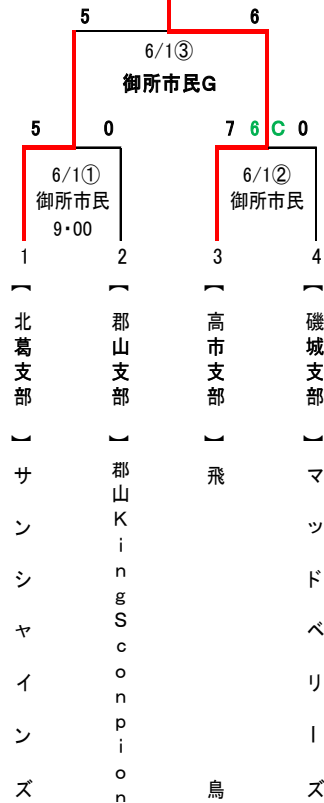 5 6
6/1③
御所市民G
5 0 7 6 C 0
6/1① 6/1②
御所市民 御所市民
9・00
1 2 3 4
【北葛支部】サンシャインズ
【郡山支部】郡山KingSconpion
【高市支部】飛鳥
【磯城支部】マッドベリーズ